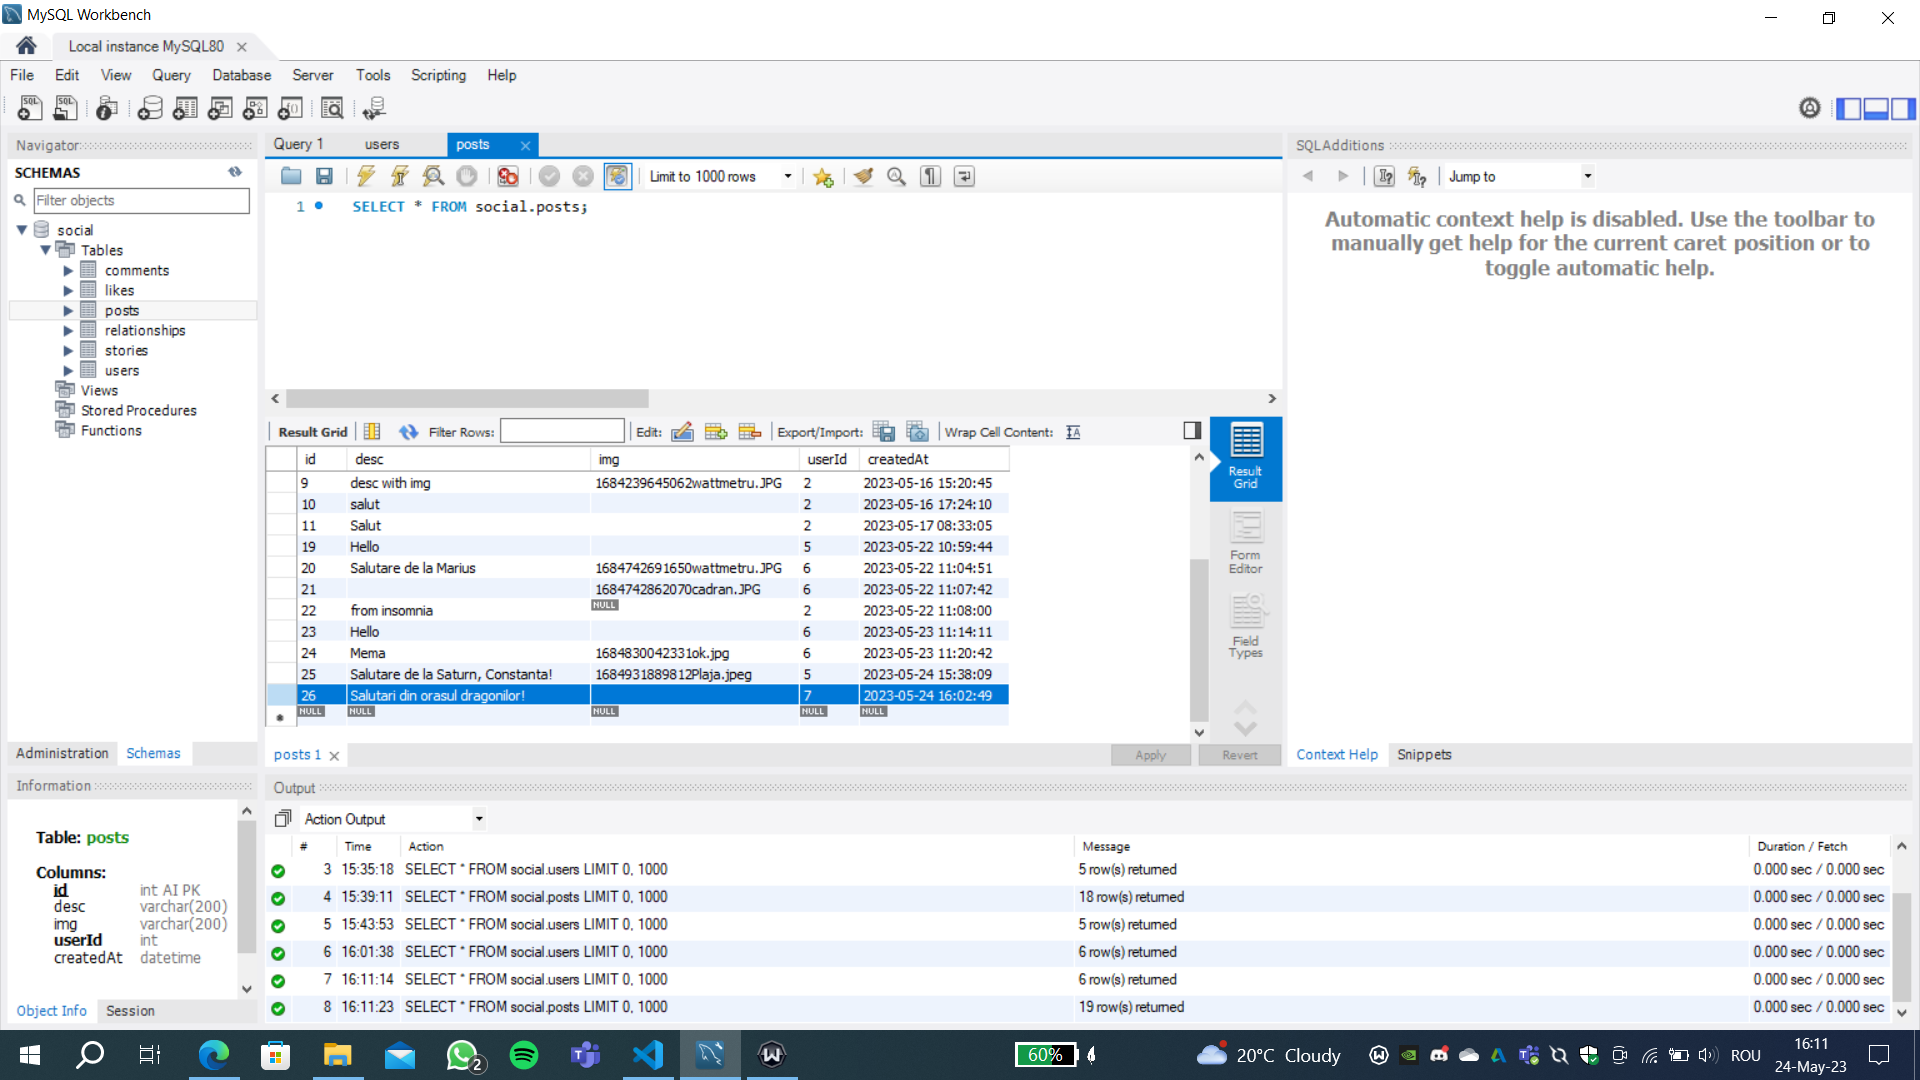 MySQL Workbench
Local instance MySQL80
File Edit View Query Database Server Tools Scripting Help
Navigator
SCHEMAS
Filter objects
social
Tables
comments
likes
posts
relationships
stories
users
Views
Stored Procedures
Functions
Administration Schemas
Information
Table: posts
Columns:
id int AI PK
desc varchar(200)
img varchar(200)
userId int
createdAt datetime
Object Info Session
Query 1 users posts
Limit to 1000 rows
1 SELECT * FROM social.posts;
Result Grid Filter Rows: Edit: Export/Import: Wrap Cell Content:
id desc img userId createdAt
9 desc with img 1684239645062wattmetru.JPG 2 2023-05-16 15:20:45
10 salut 2 2023-05-16 17:24:10
11 Salut 2 2023-05-17 08:33:05
19 Hello 5 2023-05-22 10:59:44
20 Salutare de la Marius 1684742691650wattmetru.JPG 6 2023-05-22 11:04:51
21 1684742862070cadran.JPG 6 2023-05-22 11:07:42
22 from insomnia NULL 2 2023-05-22 11:08:00
23 Hello 6 2023-05-23 11:14:11
24 Mema 1684830042331ok.jpg 6 2023-05-23 11:20:42
25 Salutare de la Saturn, Constanta! 1684931889812Plaja.jpeg 5 2023-05-24 15:38:09
26 Salutari din orasul dragonilor! 7 2023-05-24 16:02:49
NULL NULL NULL NULL NULL
Result Grid
Form Editor
Field Types
posts 1
Apply Revert
SQLAdditions
Jump to
Automatic context help is disabled. Use the toolbar to
manually get help for the current caret position or to
toggle automatic help.
Context Help Snippets
Output
Action Output
# Time Action Message Duration / Fetch
3 15:35:18 SELECT * FROM social.users LIMIT 0, 1000 5 row(s) returned 0.000 sec / 0.000 sec
4 15:39:11 SELECT * FROM social.posts LIMIT 0, 1000 18 row(s) returned 0.000 sec / 0.000 sec
5 15:43:53 SELECT * FROM social.users LIMIT 0, 1000 5 row(s) returned 0.000 sec / 0.000 sec
6 16:01:38 SELECT * FROM social.users LIMIT 0, 1000 6 row(s) returned 0.000 sec / 0.000 sec
7 16:11:14 SELECT * FROM social.users LIMIT 0, 1000 6 row(s) returned 0.000 sec / 0.000 sec
8 16:11:23 SELECT * FROM social.posts LIMIT 0, 1000 19 row(s) returned 0.000 sec / 0.000 sec
2
60%
20°C Cloudy
ROU
16:11
24-May-23